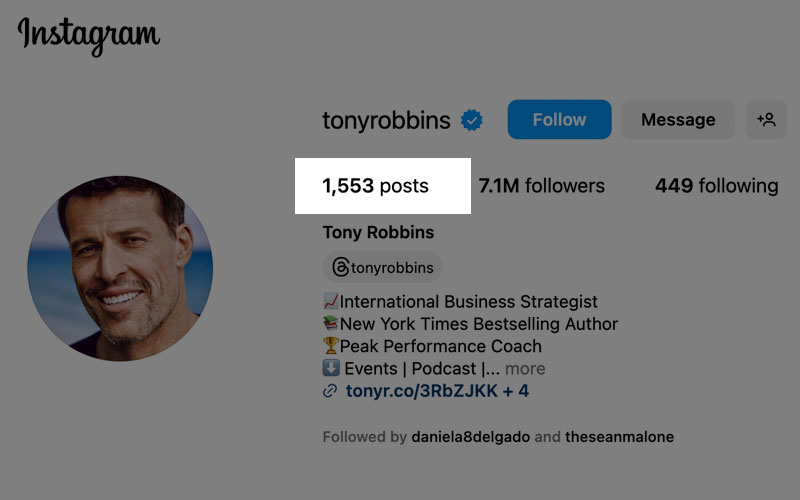 Instagram
tonyrobbins Follow Message
1,553 posts 7.1M followers 449 following
Tony Robbins
tonyrobbins
📈International Business Strategist
📚New York Times Bestselling Author
🏆Peak Performance Coach
⬇️ Events | Podcast |... more
tonyr.co/3RbZJKK + 4
Followed by daniela8delgado and theseanmalone